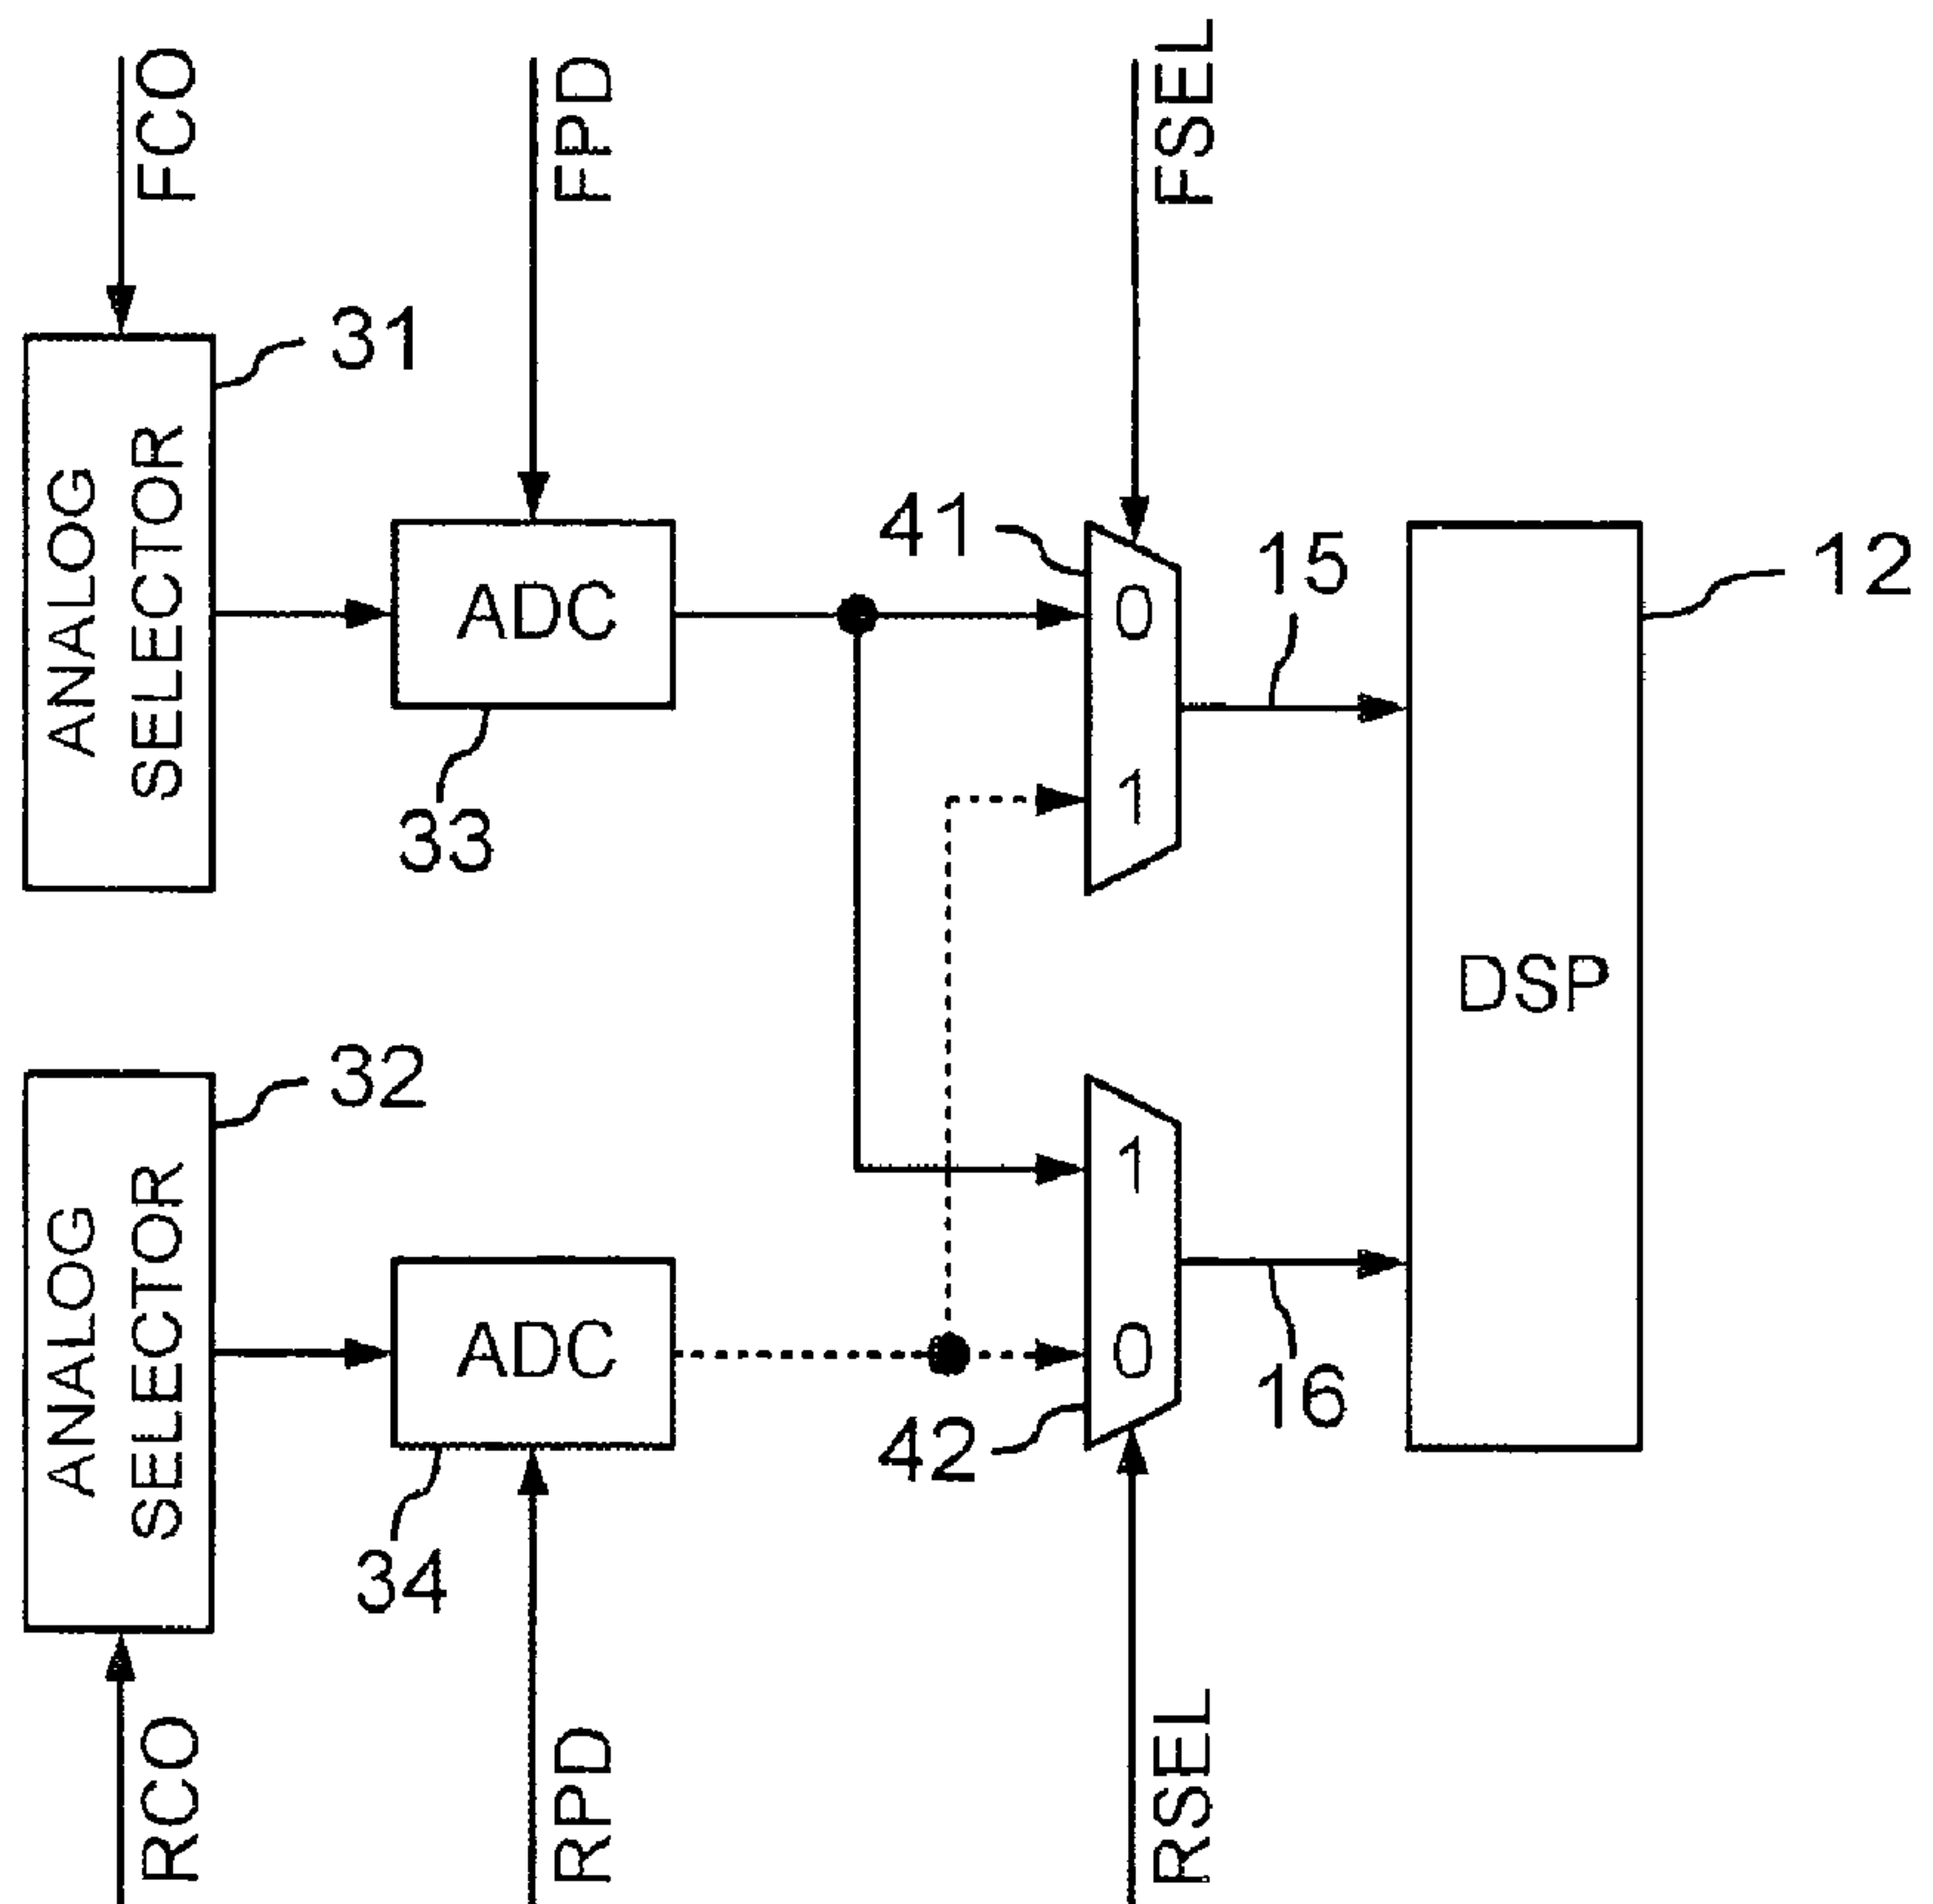 FCO
FPD
FSEL
31
ANALOG
SELECTOR
ADC
33
41
0
1
15
12
DSP
32
ANALOG
SELECTOR
ADC
34
1
0
42
16
RCO
RPD
RSEL